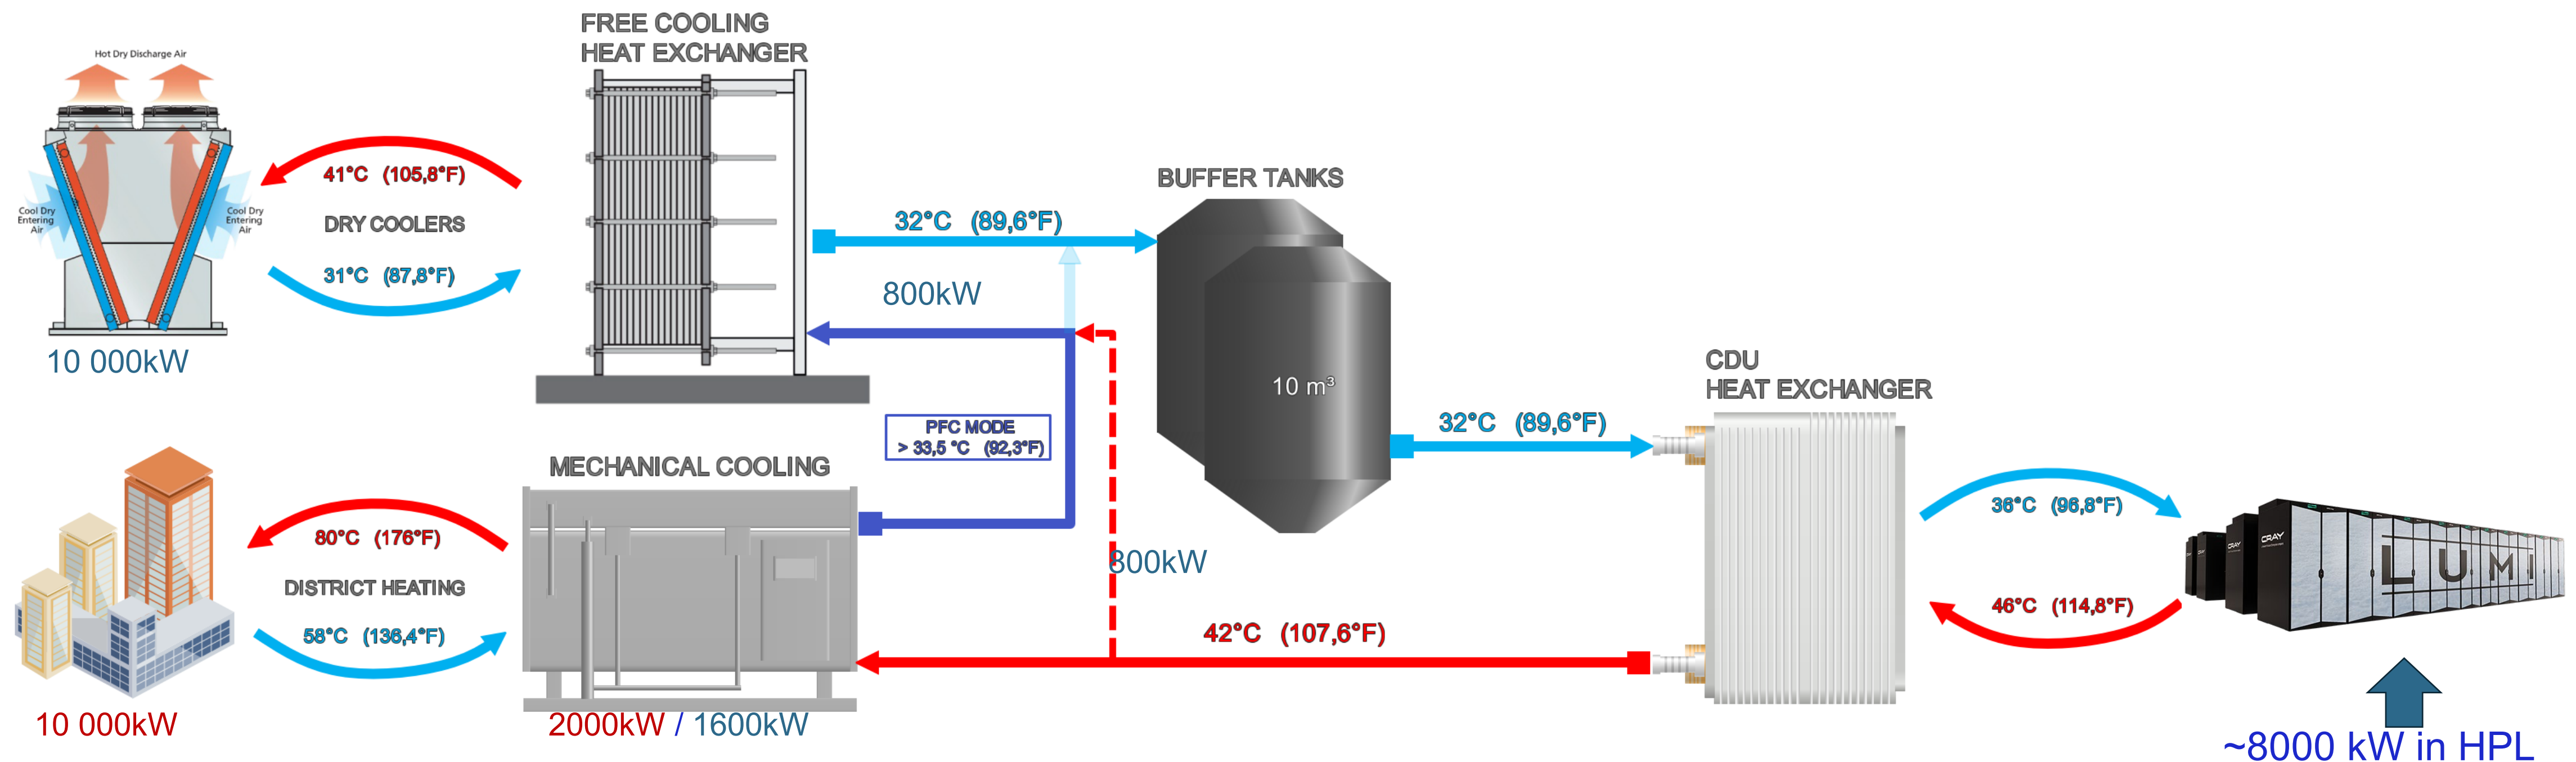 FREE COOLING
HEAT EXCHANGER
Hot Dry Discharge Air
Cool Dry
Entering
Air
Cool Dry
Entering
Air
41°C (105,8°F)
DRY COOLERS
31°C (87,8°F)
10 000kW
32°C (89,6°F)
800kW
BUFFER TANKS
10 m³
PFC MODE
> 33,5 °C (92,3°F)
MECHANICAL COOLING
80°C (176°F)
DISTRICT HEATING
58°C (136,4°F)
10 000kW
2000kW / 1600kW
800kW
42°C (107,6°F)
32°C (89,6°F)
CDU
HEAT EXCHANGER
36°C (96,8°F)
46°C (114,8°F)
CRAY
CRAY
LUMI
~8000 kW in HPL